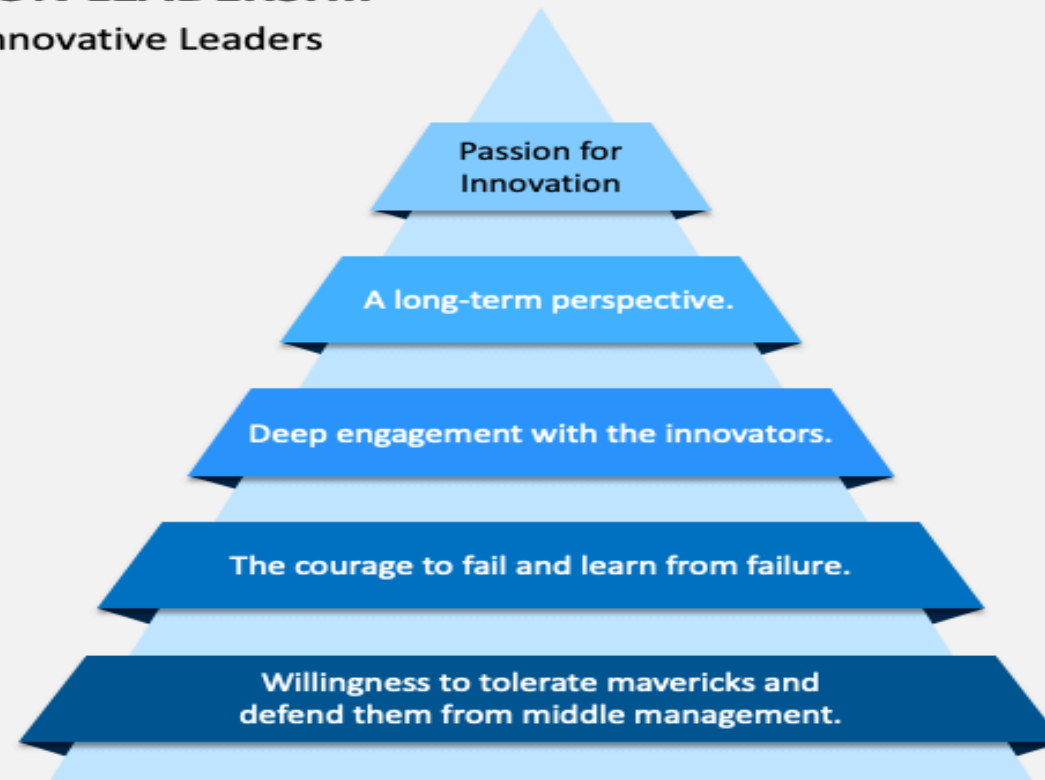 Innovative Leaders
Passion for
Innovation
A long-term perspective.
Deep engagement with the innovators.
The courage to fail and learn from failure.
Willingness to tolerate mavericks and
defend them from middle management.